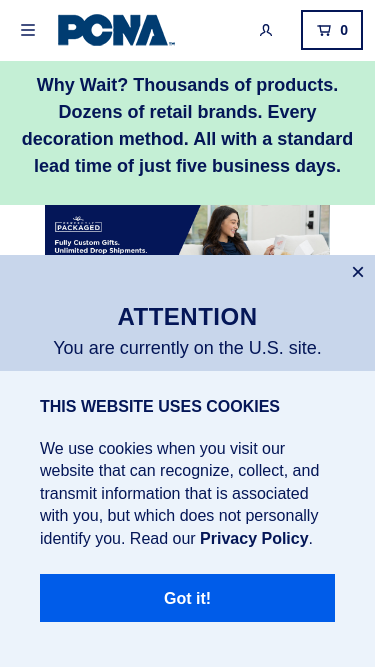 PCNA
0
Why Wait? Thousands of products.
Dozens of retail brands. Every
decoration method. All with a standard
lead time of just five business days.
PACKAGED
Fully Custom Gifts.
Unlimited Drop Shipments.
ATTENTION
You are currently on the U.S. site.
THIS WEBSITE USES COOKIES
We use cookies when you visit our
website that can recognize, collect, and
transmit information that is associated
with you, but which does not personally
identify you. Read our Privacy Policy.
Got it!